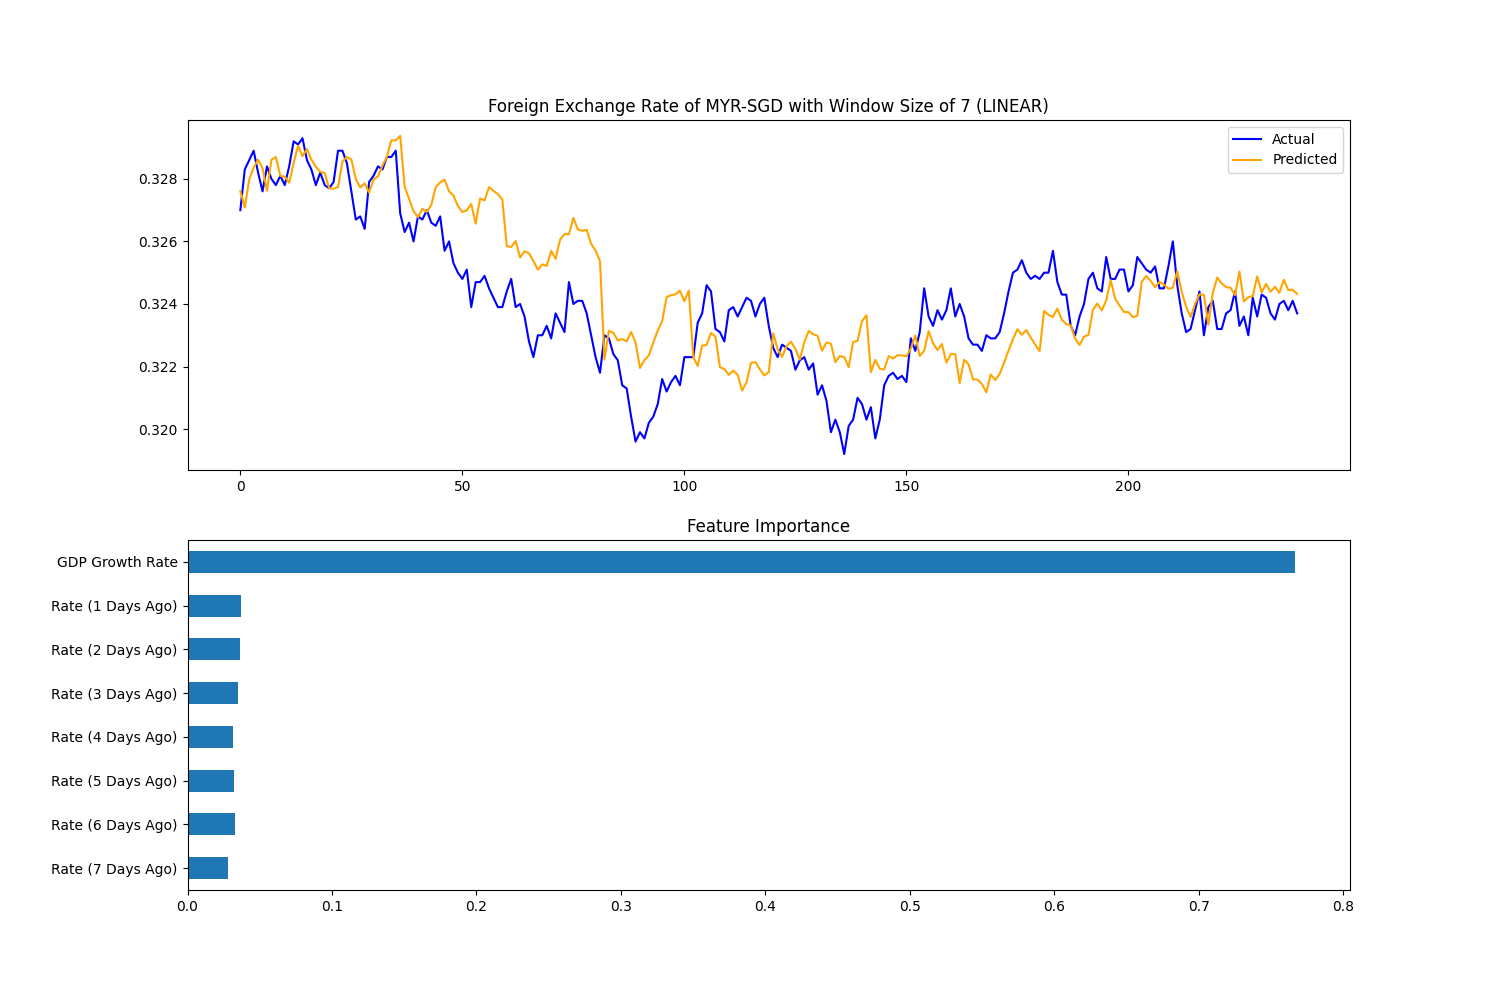 Foreign Exchange Rate of MYR-SGD with Window Size of 7 (LINEAR)
Actual
Predicted
0.328
0.326
0.324
0.322
0.320
0
50
100
150
200
Feature Importance
GDP Growth Rate
Rate (1 Days Ago)
Rate (2 Days Ago)
Rate (3 Days Ago)
Rate (4 Days Ago)
Rate (5 Days Ago)
Rate (6 Days Ago)
Rate (7 Days Ago)
0.0
0.1
0.2
0.3
0.4
0.5
0.6
0.7
0.8